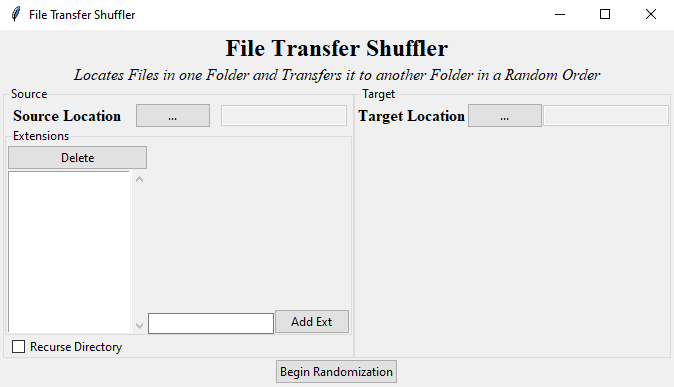 File Transfer Shuffler
File Transfer Shuffler
Locates Files in one Folder and Transfers it to another Folder in a Random Order
Source
Target
Source Location
...
Target Location
...
Extensions
Delete
Add Ext
Recurse Directory
Begin Randomization